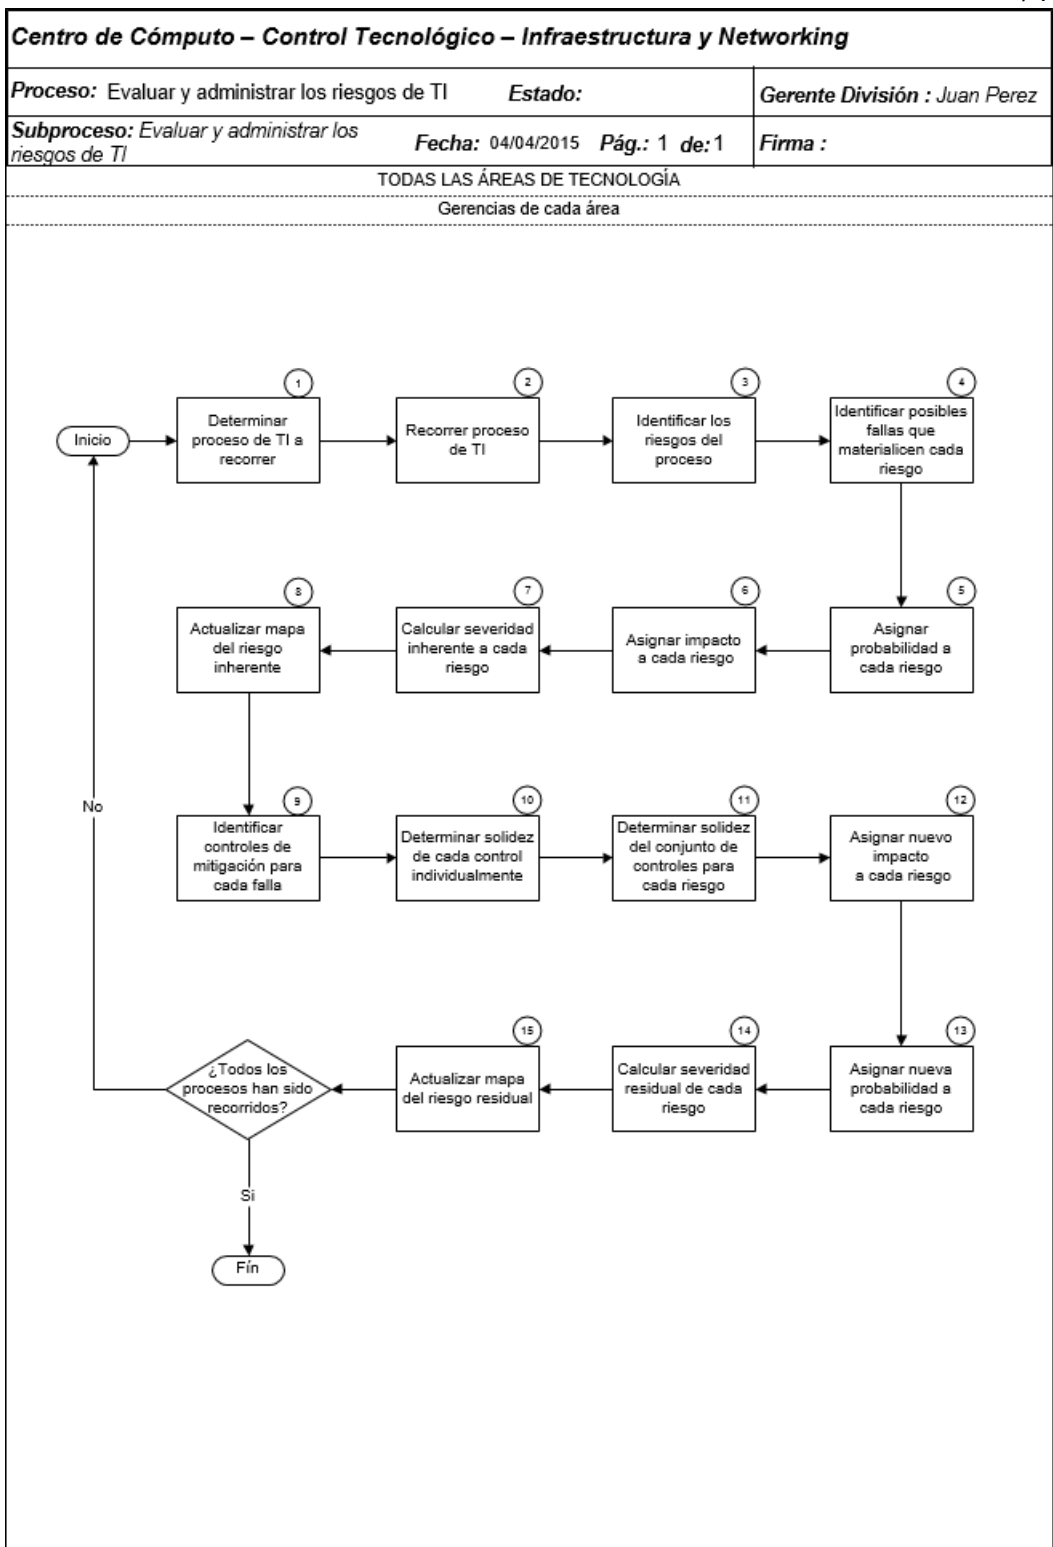 Centro de Cómputo – Control Tecnológico – Infraestructura y Networking
Proceso: Evaluar y administrar los riesgos de TI Estado: Gerente División : Juan Perez
Subproceso: Evaluar y administrar los
riesgos de TI
Fecha: 04/04/2015 Pág.: 1 de: 1 Firma :
TODAS LAS ÁREAS DE TECNOLOGÍA
Gerencias de cada área
Inicio
1
Determinar
proceso de TI a
recorrer
2
Recorrer proceso
de TI
3
Identificar los
riesgos del
proceso
4
Identificar posibles
fallas que
materialicen cada
riesgo
5
Asignar
probabilidad a
cada riesgo
6
Asignar impacto
a cada riesgo
7
Calcular severidad
inherente a cada
riesgo
8
Actualizar mapa
del riesgo
inherente
9
Identificar
controles de
mitigación para
cada falla
10
Determinar solidez
de cada control
individualmente
11
Determinar solidez
del conjunto de
controles para
cada riesgo
12
Asignar nuevo
impacto
a cada riesgo
13
Asignar nueva
probabilidad a
cada riesgo
14
Calcular severidad
residual de cada
riesgo
15
Actualizar mapa
del riesgo residual
¿Todos los
procesos han sido
recorridos?
No
Si
Fín